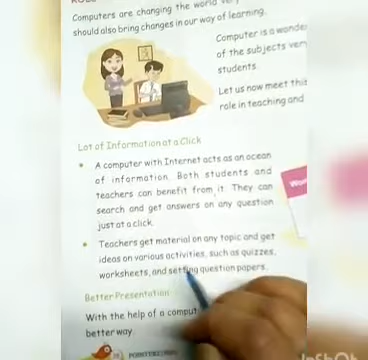 Computers are changing the world
should also bring changes in our way of learning.
Computer is a
of the subjects
students.
Let us now meet this
role in teaching and
Lot of Information at a Click
• A computer with Internet acts as an ocean
of information. Both students and
teachers can benefit from it. They can
search and get answers on any question
just at a click.
• Teachers get material on any topic and get
ideas on various activities, such as quizzes,
worksheets, and setting question papers.
Better Presentation
With the help of a
better way.